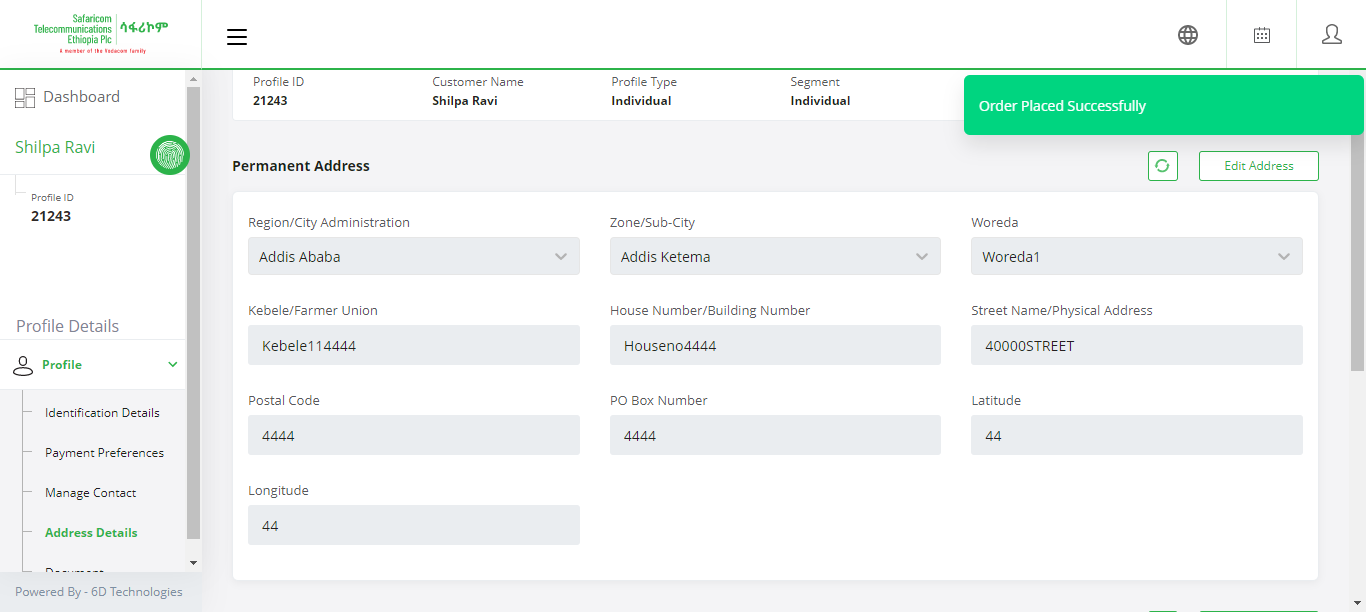 Safaricom
Telecommunications
Ethiopia Plc
ሳፋሪኮም
A member of the Vodacom family
Dashboard
Shilpa Ravi
Profile ID
21243
Profile Details
Profile
Identification Details
Payment Preferences
Manage Contact
Address Details
Document
Powered By - 6D Technologies
Profile ID
Customer Name
Profile Type
Segment
21243
Shilpa Ravi
Individual
Individual
Order Placed Successfully
Permanent Address
Edit Address
Region/City Administration
Zone/Sub-City
Woreda
Addis Ababa
Addis Ketema
Woreda1
Kebele/Farmer Union
House Number/Building Number
Street Name/Physical Address
Kebele114444
Houseno4444
40000STREET
Postal Code
PO Box Number
Latitude
4444
4444
44
Longitude
44